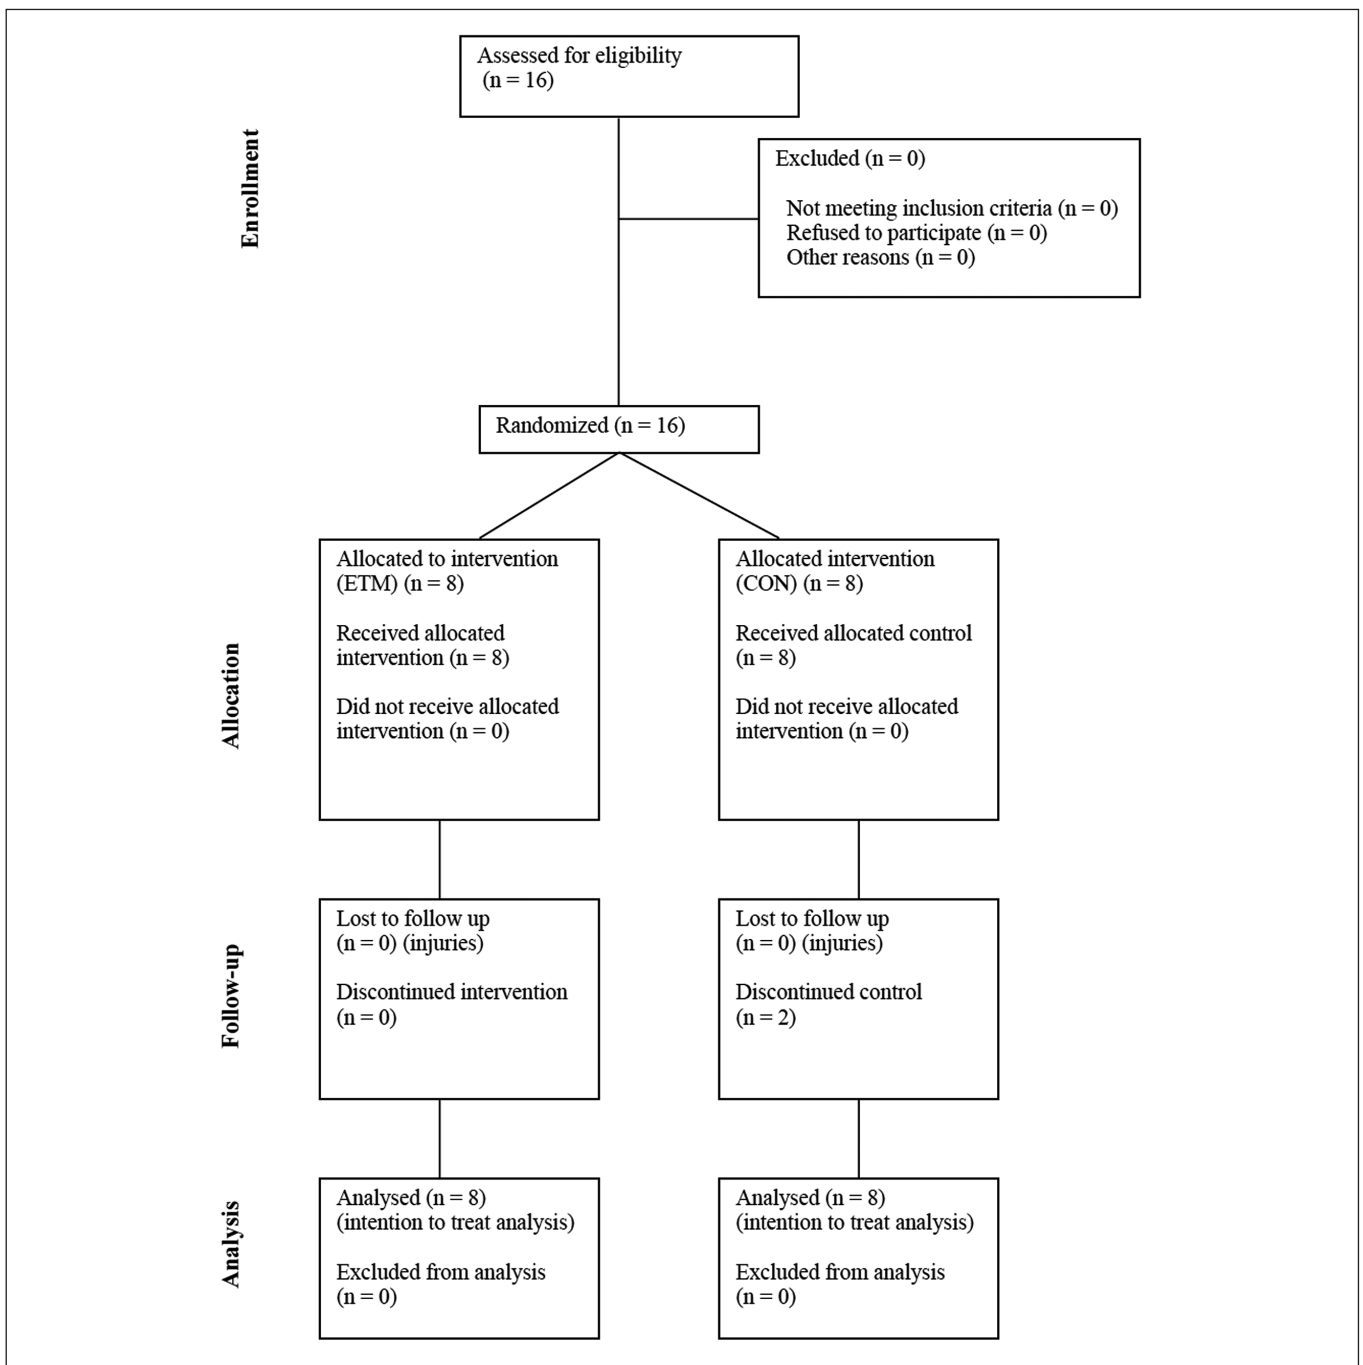 Assessed for eligibility
(n = 16)
Enrollment
Excluded (n = 0)
Not meeting inclusion criteria (n = 0)
Refused to participate (n = 0)
Other reasons (n = 0)
Randomized (n = 16)
Allocation
Allocated to intervention
(ETM) (n = 8)
Received allocated
intervention (n = 8)
Did not receive allocated
intervention (n = 0)
Allocated intervention
(CON) (n = 8)
Received allocated control
(n = 8)
Did not receive allocated
intervention (n = 0)
Follow-up
Lost to follow up
(n = 0) (injuries)
Discontinued intervention
(n = 0)
Lost to follow up
(n = 0) (injuries)
Discontinued control
(n = 2)
Analysis
Analysed (n = 8)
(intention to treat analysis)
Excluded from analysis
(n = 0)
Analysed (n = 8)
(intention to treat analysis)
Excluded from analysis
(n = 0)